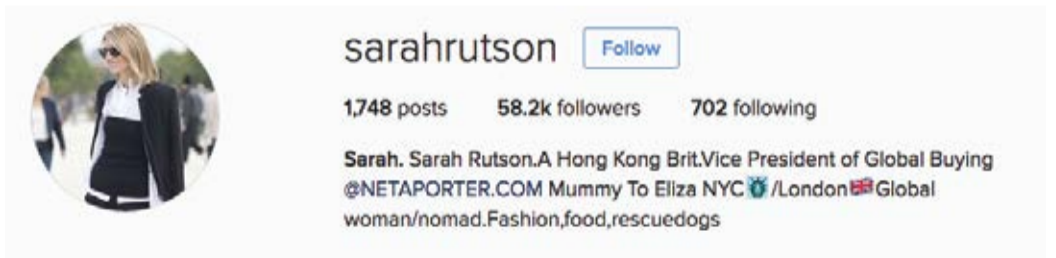 sarahrutson Follow
1,748 posts 58.2k followers 702 following
Sarah. Sarah Rutson.A Hong Kong Brit.Vice President of Global Buying
@NETAPORTER.COM Mummy To Eliza NYC🗽/London🇬🇧Global
woman/nomad.Fashion,food,rescuedogs